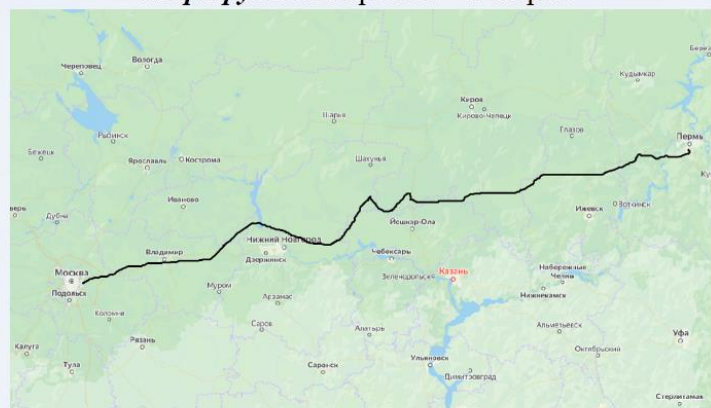 Вологда
Череповец
Кудымкар
Киров
Кирово-Чепецк
Шарья
Рыбинск
Глазов
Пермь
Бежецк
Кострома
Ярославль
Шахунья
Иваново
Воткинск
Ижевск
Дубна
Йошкар-Ола
Нижний Новгород
Владимир
Дзержинск
Чебоксары
Москва
Зеленодольск
Казань
Набережные
Челны
Подольск
Муром
Нижнекамск
Арзамас
Коломна
Саров
Алатырь
Альметьевск
Рязань
Уфа
Калуга
Октябрьский
Тула
Саранск
Ульяновск
Димитровград
Стерлитамак